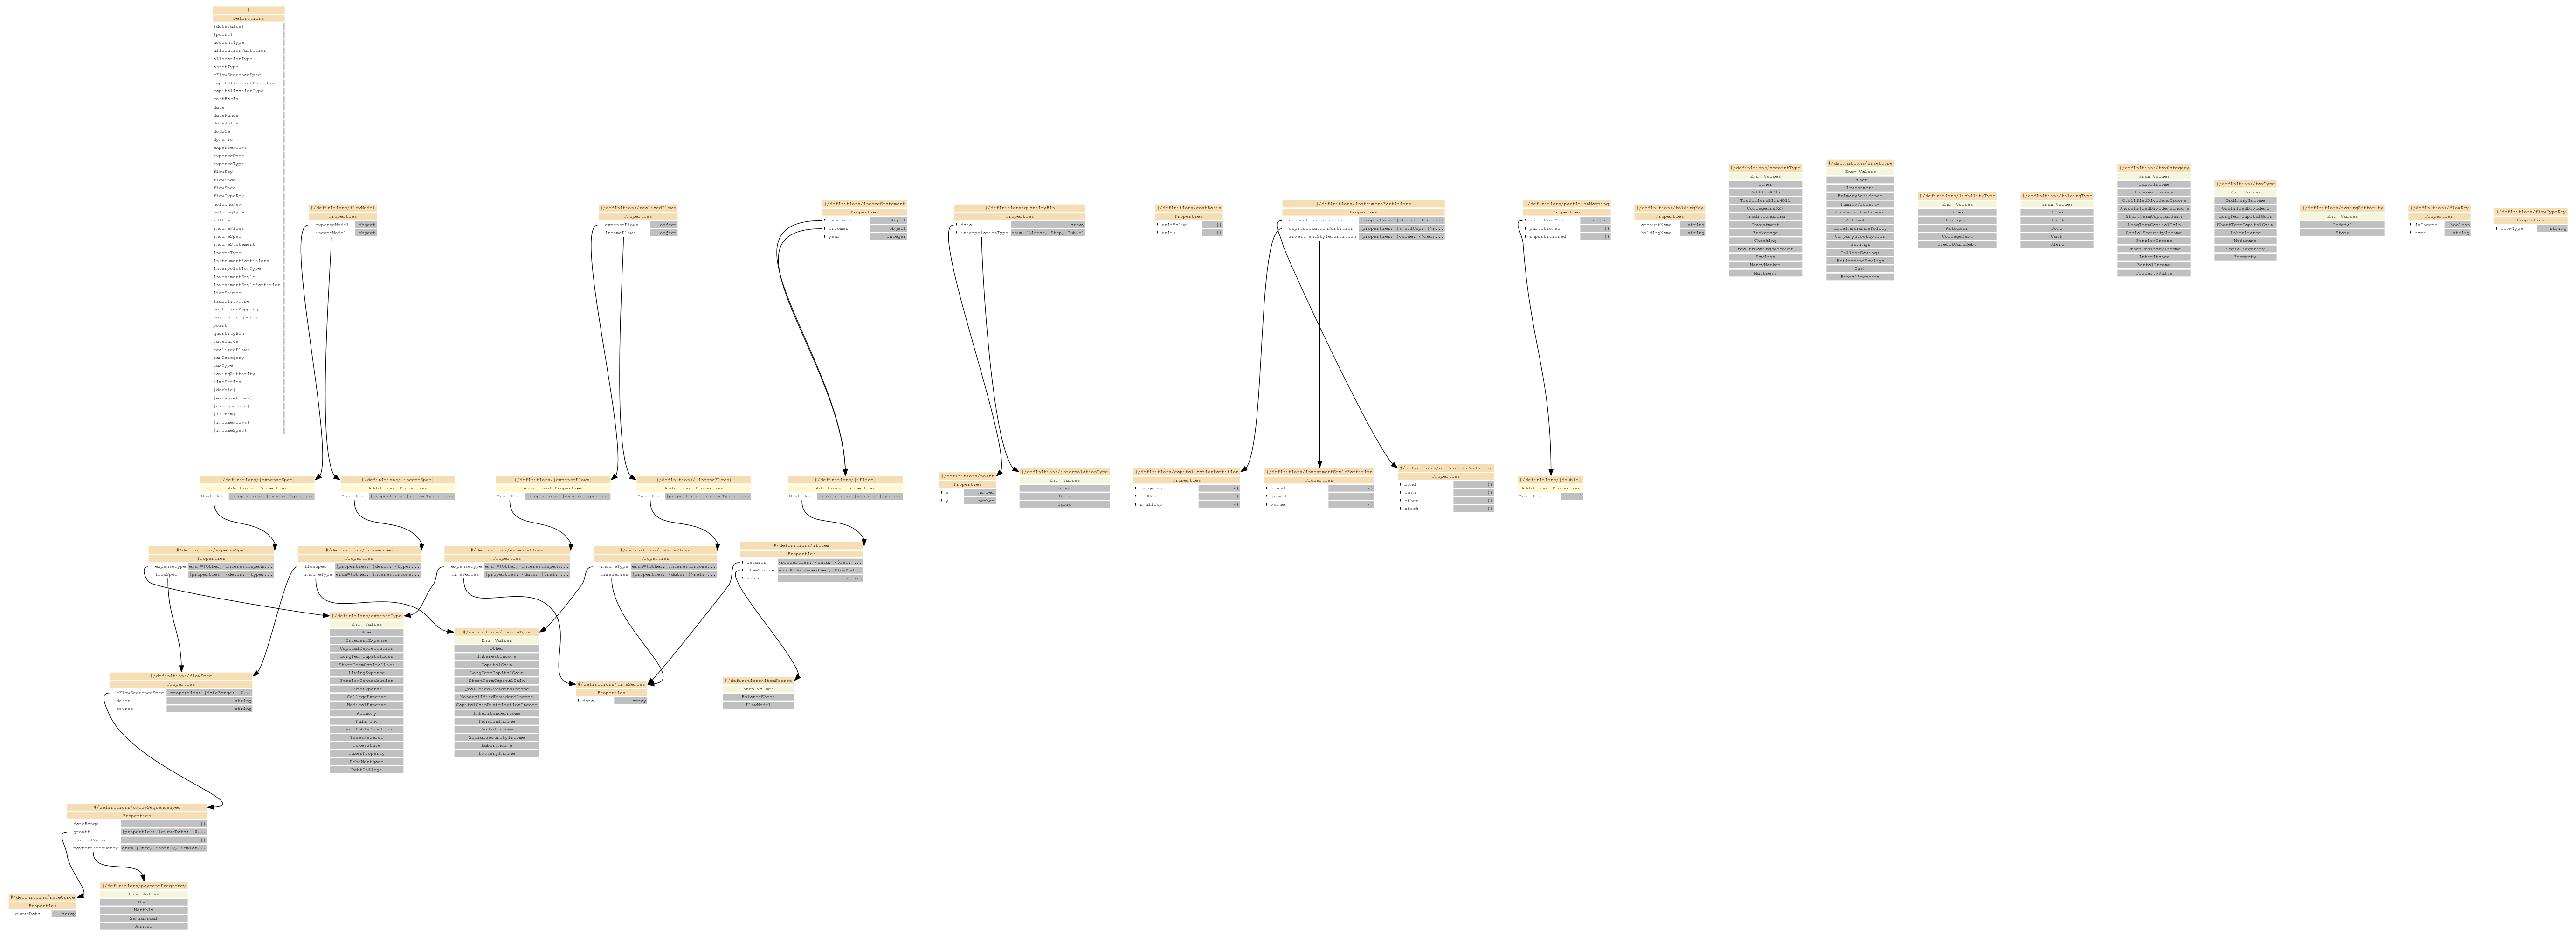 #
Definitions
[dateValue]
[point]
accountType
allocationPartition
allocationType
assetType
cFlowSequenceSpec
capitalizationPartition
capitalizationType
costBasis
date
dateRange
dateValue
double
dynamic
expenseFlows
expenseSpec
expenseType
flowKey
flowModel
flowSpec
flowTypeKey
holdingKey
holdingType
iEItem
incomeFlows
incomeSpec
incomeStatement
incomeType
instrumentPartitions
interpolationType
investmentStyle
investmentStylePartition
itemSource
liabilityType
partitionMapping
paymentFrequency
point
quantityBin
rateCurve
realizedFlows
taxCategory
taxType
taxingAuthority
timeSeries
{double}
{expenseFlows}
{expenseSpec}
{iEItem}
{incomeFlows}
{incomeSpec}
#/definitions/flowModel
Properties
! expenseModel object
! incomeModel object
#/definitions/realizedFlows
Properties
! expenseFlows object
! incomeFlows object
#/definitions/incomeStatement
Properties
! expenses object
! incomes object
! year integer
#/definitions/quantityBin
Properties
! data array
! interpolationType enum=[Linear, Step, Cubic]
#/definitions/costBasis
Properties
! unitValue {}
! units {}
#/definitions/instrumentPartitions
Properties
! allocationPartition {properties: {stock: {$ref:...
! capitalizationPartition {properties: {smallCap: {$r...
! investmentStylePartition {properties: {value: {$ref:...
#/definitions/partitionMapping
Properties
! partitionMap object
! partitioned {}
! unpartitioned {}
#/definitions/holdingKey
Properties
! accountName string
! holdingName string
#/definitions/accountType
Enum Values
Other
RothIra401k
TraditionalIra401k
CollegeIra529
TraditionalIra
Investment
Brokerage
Checking
HealthSavingsAccount
Savings
MoneyMarket
Mattress
#/definitions/assetType
Enum Values
Other
Investment
PrimaryResidence
FamilyProperty
FinancialInstrument
Automobile
LifeInsurancePolicy
CompanyStockOption
Savings
CollegeSavings
RetirementSavings
Cash
RentalProperty
#/definitions/liabilityType
Enum Values
Other
Mortgage
AutoLoan
CollegeDebt
CreditCardDebt
#/definitions/holdingType
Enum Values
Other
Stock
Bond
Cash
Blend
#/definitions/taxCategory
Enum Values
LaborIncome
InterestIncome
QualifiedDividendIncome
UnqualifiedDividendIncome
ShortTermCapitalGain
LongTermCapitalGain
SocialSecurityIncome
PensionIncome
OtherOrdinaryIncome
Inheritance
RentalIncome
PropertyValue
#/definitions/taxType
Enum Values
OrdinaryIncome
QualifiedDividend
LongTermCapitalGain
ShortTermCapitalGain
Inheritance
Medicare
SocialSecurity
Property
#/definitions/taxingAuthority
Enum Values
Federal
State
#/definitions/flowKey
Properties
! isIncome boolean
! name string
#/definitions/flowTypeKey
Properties
! flowType string
#/definitions/{expenseSpec}
Additional Properties
Must Be: {properties: {expenseType: ...
#/definitions/{incomeSpec}
Additional Properties
Must Be: {properties: {incomeType: {...
#/definitions/{expenseFlows}
Additional Properties
Must Be: {properties: {expenseType: ...
#/definitions/{incomeFlows}
Additional Properties
Must Be: {properties: {incomeType: {...
#/definitions/{iEItem}
Additional Properties
Must Be: {properties: {source: {type...
#/definitions/point
Properties
! x number
! y number
#/definitions/interpolationType
Enum Values
Linear
Step
Cubic
#/definitions/capitalizationPartition
Properties
! largeCap {}
! midCap {}
! smallCap {}
#/definitions/investmentStylePartition
Properties
! blend {}
! growth {}
! value {}
#/definitions/allocationPartition
Properties
! bond {}
! cash {}
! other {}
! stock {}
#/definitions/{double}
Additional Properties
Must Be: {}
#/definitions/expenseSpec
Properties
! expenseType enum=[Other, InterestExpens...
! flowSpec {properties: {descr: {type:...
#/definitions/incomeSpec
Properties
! flowSpec {properties: {descr: {type:...
! incomeType enum=[Other, InterestIncome...
#/definitions/expenseFlows
Properties
! expenseType enum=[Other, InterestExpens...
! timeSeries {properties: {data: {$ref: ...
#/definitions/incomeFlows
Properties
! incomeType enum=[Other, InterestIncome...
! timeSeries {properties: {data: {$ref: ...
#/definitions/iEItem
Properties
! details {properties: {data: {$ref: ...
! itemSource enum=[BalanceSheet, FlowMod...
! source string
#/definitions/expenseType
Enum Values
Other
InterestExpense
CapitalDepreciation
LongTermCapitalLoss
ShortTermCapitalLoss
LivingExpense
PensionContribution
AutoExpense
CollegeExpense
MedicalExpense
Alimony
Palimony
CharitableDonation
TaxesFederal
TaxesState
TaxesProperty
DebtMortgage
DebtCollege
#/definitions/incomeType
Enum Values
Other
InterestIncome
CapitalGain
LongTermCapitalGain
ShortTermCapitalGain
QualifiedDividendIncome
NonqualifiedDividendIncome
CapitalGainDistributionIncome
InheritanceIncome
PensionIncome
RentalIncome
SocialSecurityIncome
LaborIncome
LotteryIncome
#/definitions/flowSpec
Properties
! cFlowSequenceSpec {properties: {dateRange: {$...
! descr string
! source string
#/definitions/timeSeries
Properties
! data array
#/definitions/itemSource
Enum Values
BalanceSheet
FlowModel
#/definitions/cFlowSequenceSpec
Properties
! dateRange {}
! growth {properties: {curveData: {$...
! initialValue {}
! paymentFrequency enum=[Once, Monthly, Semian...
#/definitions/rateCurve
Properties
! curveData array
#/definitions/paymentFrequency
Enum Values
Once
Monthly
Semiannual
Annual